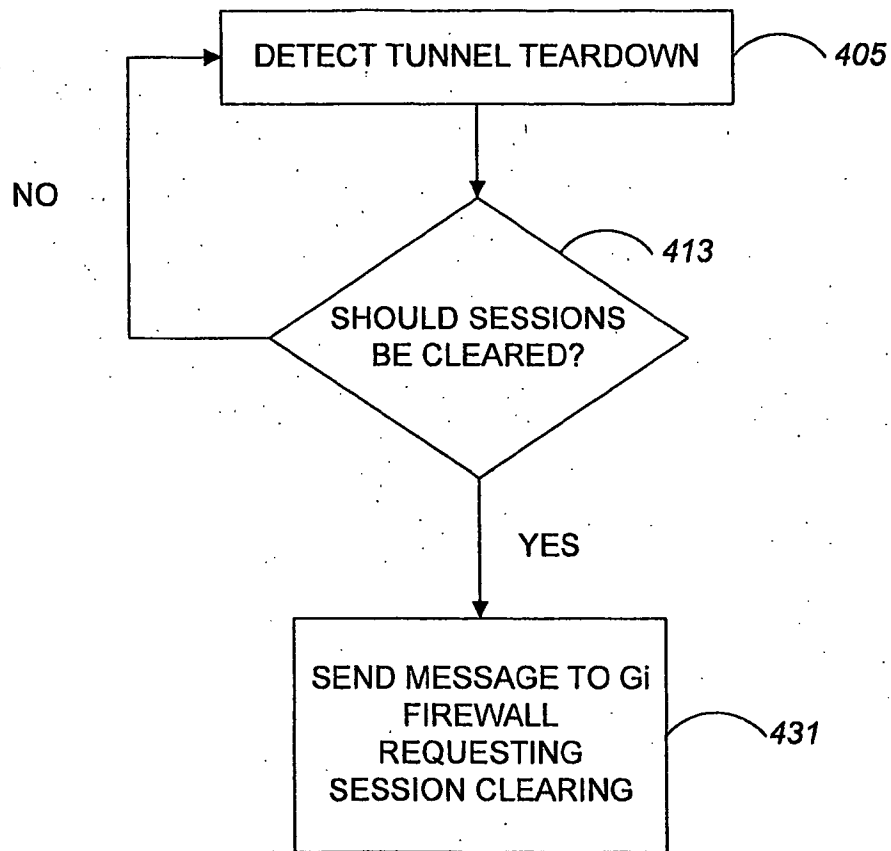 DETECT TUNNEL TEARDOWN
405
NO
413
SHOULD SESSIONS
BE CLEARED?
YES
SEND MESSAGE TO Gi
FIREWALL
REQUESTING
SESSION CLEARING
431